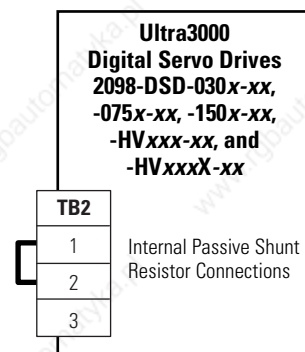 Ultra3000
Digital Servo Drives
2098-DSD-030x-xx,
-075x-xx, -150x-xx,
-HVxxx-xx, and
-HVxxxX-xx
TB2
1
2
3
Internal Passive Shunt
Resistor Connections